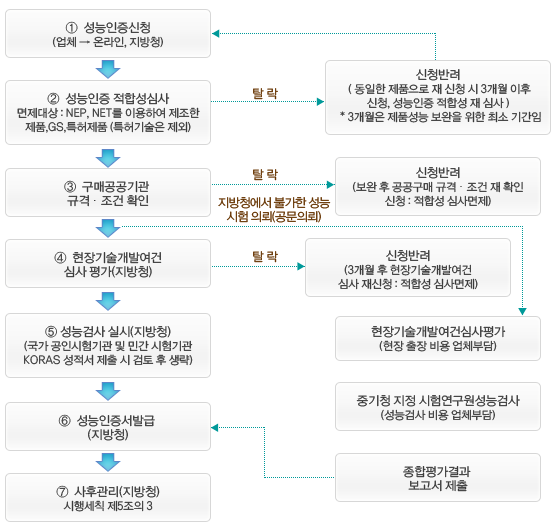 ① 성능인증신청
(업체 → 온라인, 지방청)
② 성능인증 적합성심사
면제대상 : NEP, NET를 이용하여 제조한
제품,GS,특허제품 (특허기술은 제외)
탈 락
신청반려
( 동일한 제품으로 재 신청 시 3개월 이후
신청, 성능인증 적합성 재 심사 )
* 3개월은 제품성능 보완을 위한 최소 기간임
③ 구매공공기관
규격 · 조건 확인
탈 락
신청반려
(보완 후 공공구매 규격 · 조건 재 확인
신청 : 적합성 심사면제)
지방청에서 불가한 성능
시험 의뢰(공문의뢰)
④ 현장기술개발여건
심사 평가(지방청)
탈 락
신청반려
(3개월 후 현장기술개발여건
심사 재신청 : 적합성 심사면제)
⑤ 성능검사 실시(지방청)
(국가 공인시험기관 및 민간 시험기관
KORAS 성적서 제출 시 검토 후 생략)
현장기술개발여건심사평가
(현장 출장 비용 업체부담)
중기청 지정 시험연구원성능검사
(성능검사 비용 업체부담)
⑥ 성능인증서발급
(지방청)
종합평가결과
보고서 제출
⑦ 사후관리(지방청)
시행세칙 제5조의 3